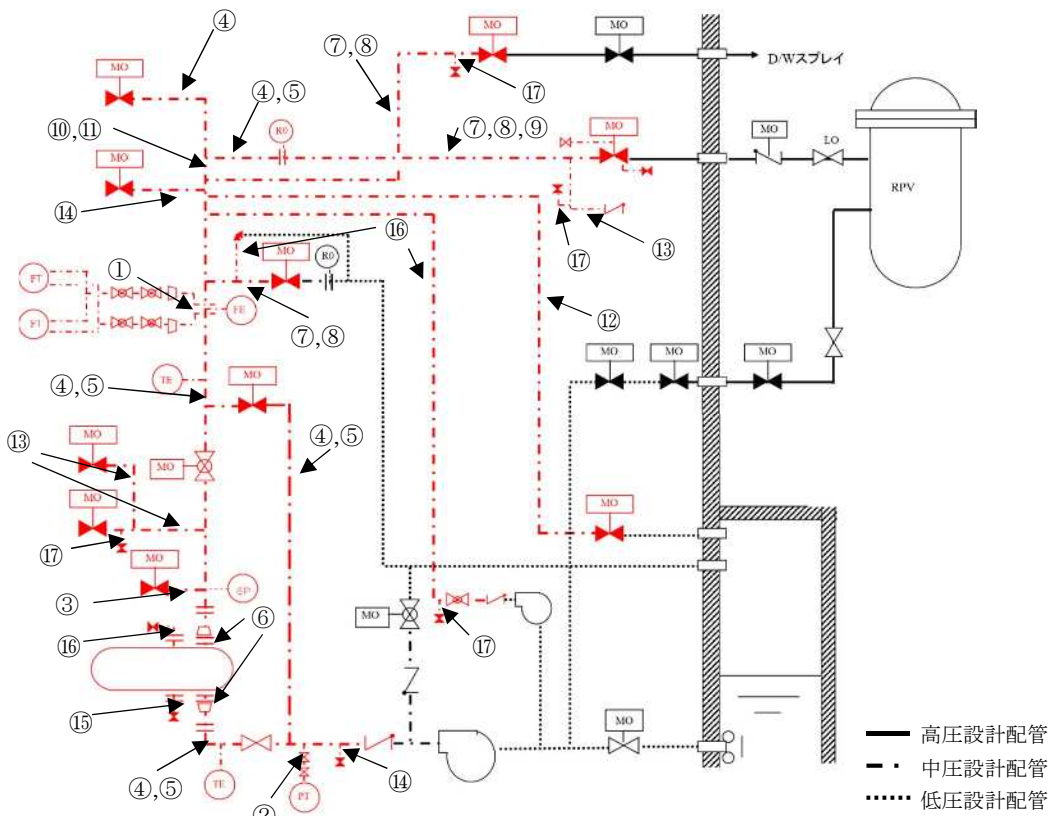 ④
MO
MO
⑦,⑧
MO
D/Wスプレイ
⑰
④,⑤
⑩,⑪
RO
⑦,⑧,⑨
MO
MO
LO
RPV
MO
⑭
⑰
⑬
⑯
MO
RO
①
FT
FT
FE
⑦,⑧
⑫
MO
MO
MO
TE
④,⑤
MO
⑬
MO
MO
④,⑤
MO
MO
⑰
MO
③
⑥
MO
⑰
⑯
⑮
MO
④,⑤
TE
②
PT
⑭
高圧設計配管
中圧設計配管
低圧設計配管